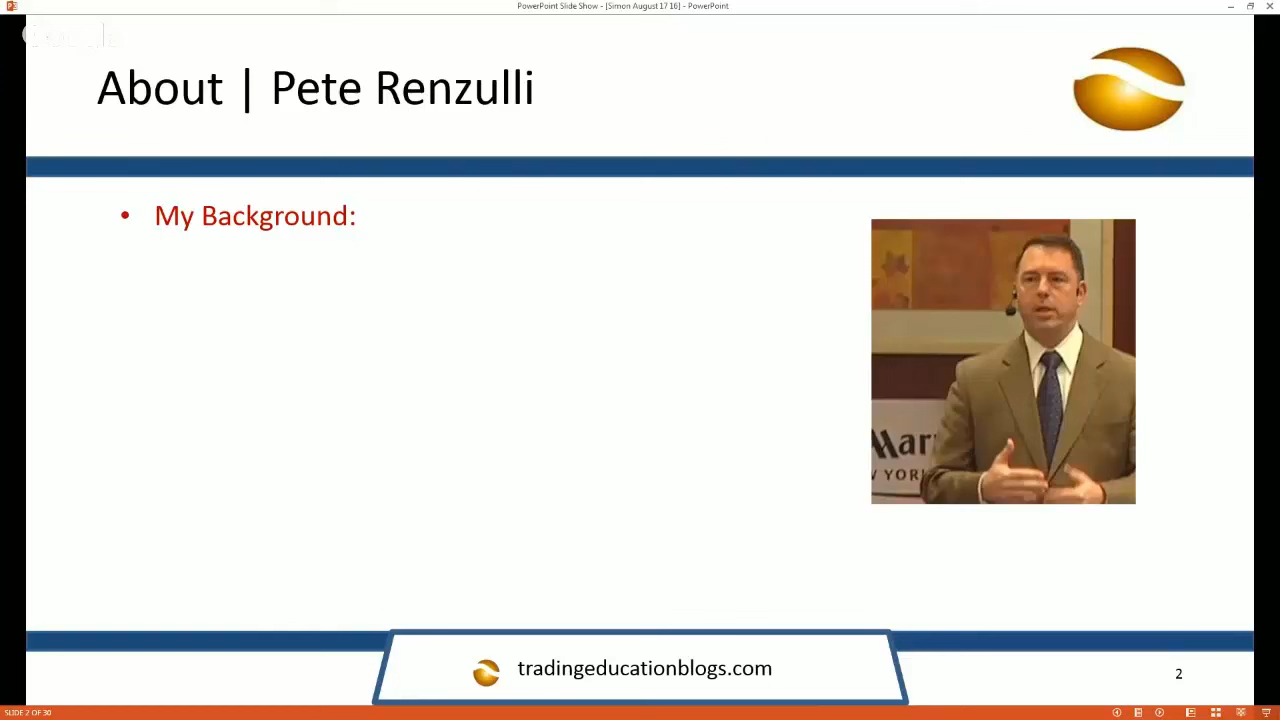 PowerPoint Slide Show - [Simon August 17 16] - PowerPoint
About | Pete Renzulli
• My Background:
W YORK
tradingeducationblogs.com
2
SLIDE 2 OF 30